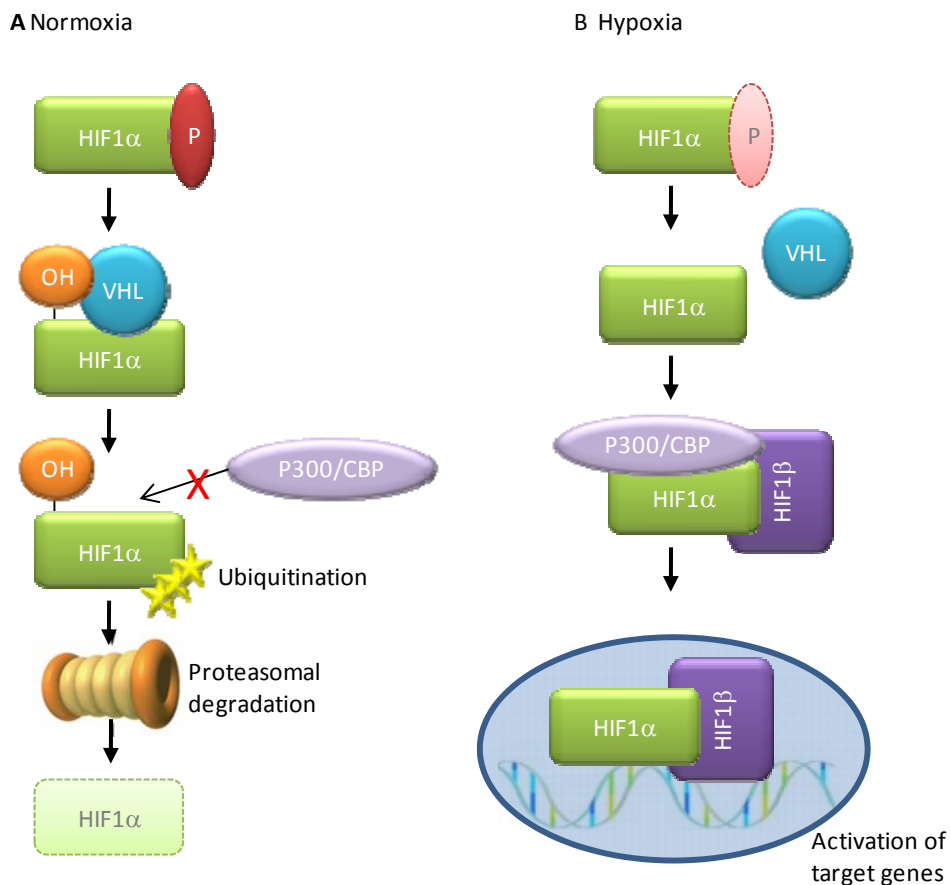 A Normoxia
HIF1α
P
OH
VHL
HIF1α
OH
P300/CBP
X
HIF1α
Ubiquitination
Proteasomal
degradation
HIF1α
B Hypoxia
HIF1α
P
VHL
HIF1α
P300/CBP
HIF1α
HIF1β
HIF1α
HIF1β
Activation of
target genes